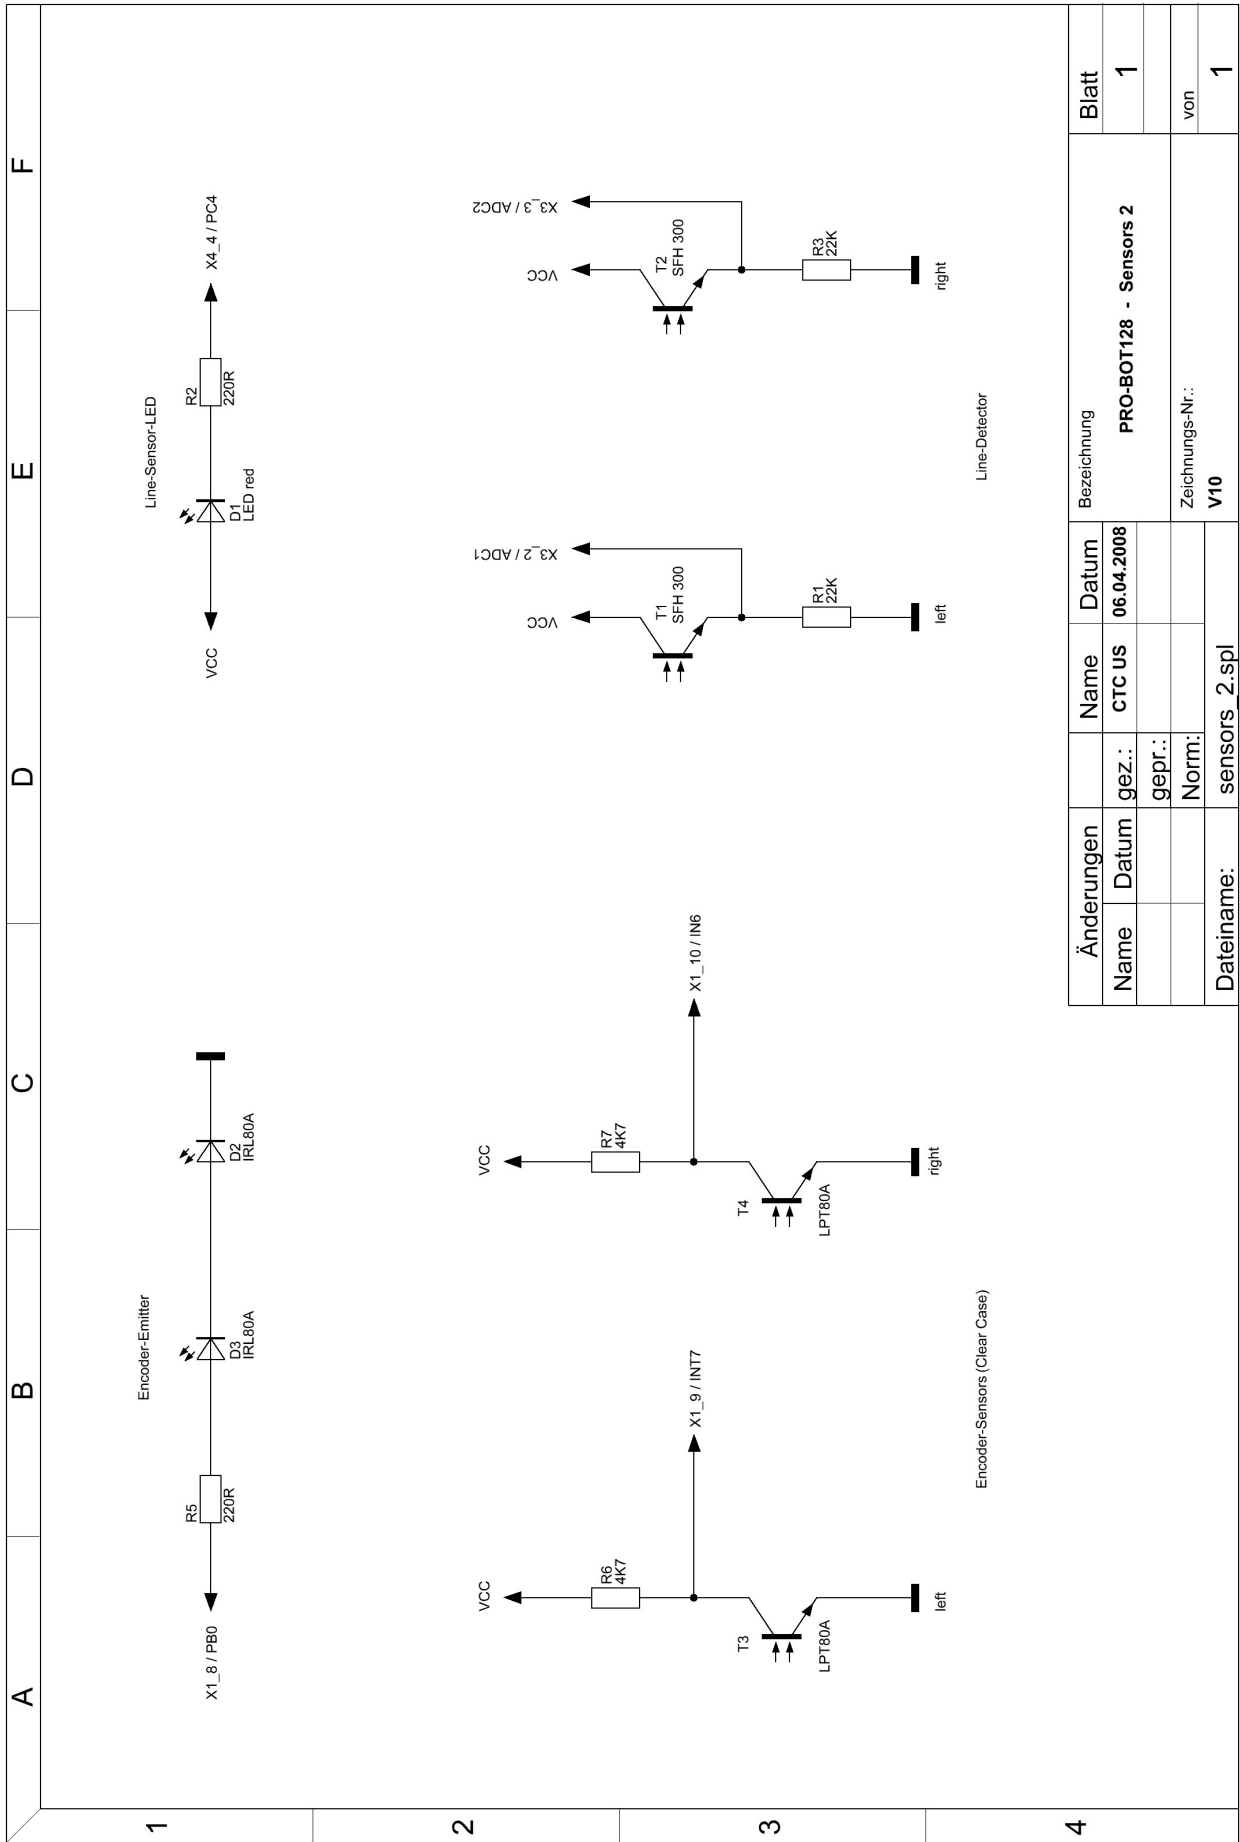 A
B
C
D
E
F
1
2
3
4
Encoder-Emitter
X1_8 / PB0
R5
220R
D3
IRL80A
D2
IRL80A
Line-Sensor-LED
VCC
D1
LED red
R2
220R
X4_4 / PC4
VCC
R6
4K7
X1_9 / INT7
T3
LPT80A
left
VCC
R7
4K7
X1_10 / IN6
T4
LPT80A
right
Encoder-Sensors (Clear Case)
VCC
X3_2 / ADC1
T1
SFH 300
R1
22K
left
VCC
X3_3 / ADC2
T2
SFH 300
R3
22K
right
Line-Detector
Änderungen
Name
Datum
Name
Datum
gez.:
CTC US
06.04.2008
gepr.:
Norm:
Dateiname:
sensors_2.spl
Bezeichnung
PRO-BOT128 - Sensors 2
Zeichnungs-Nr.:
V10
Blatt
1
von
1